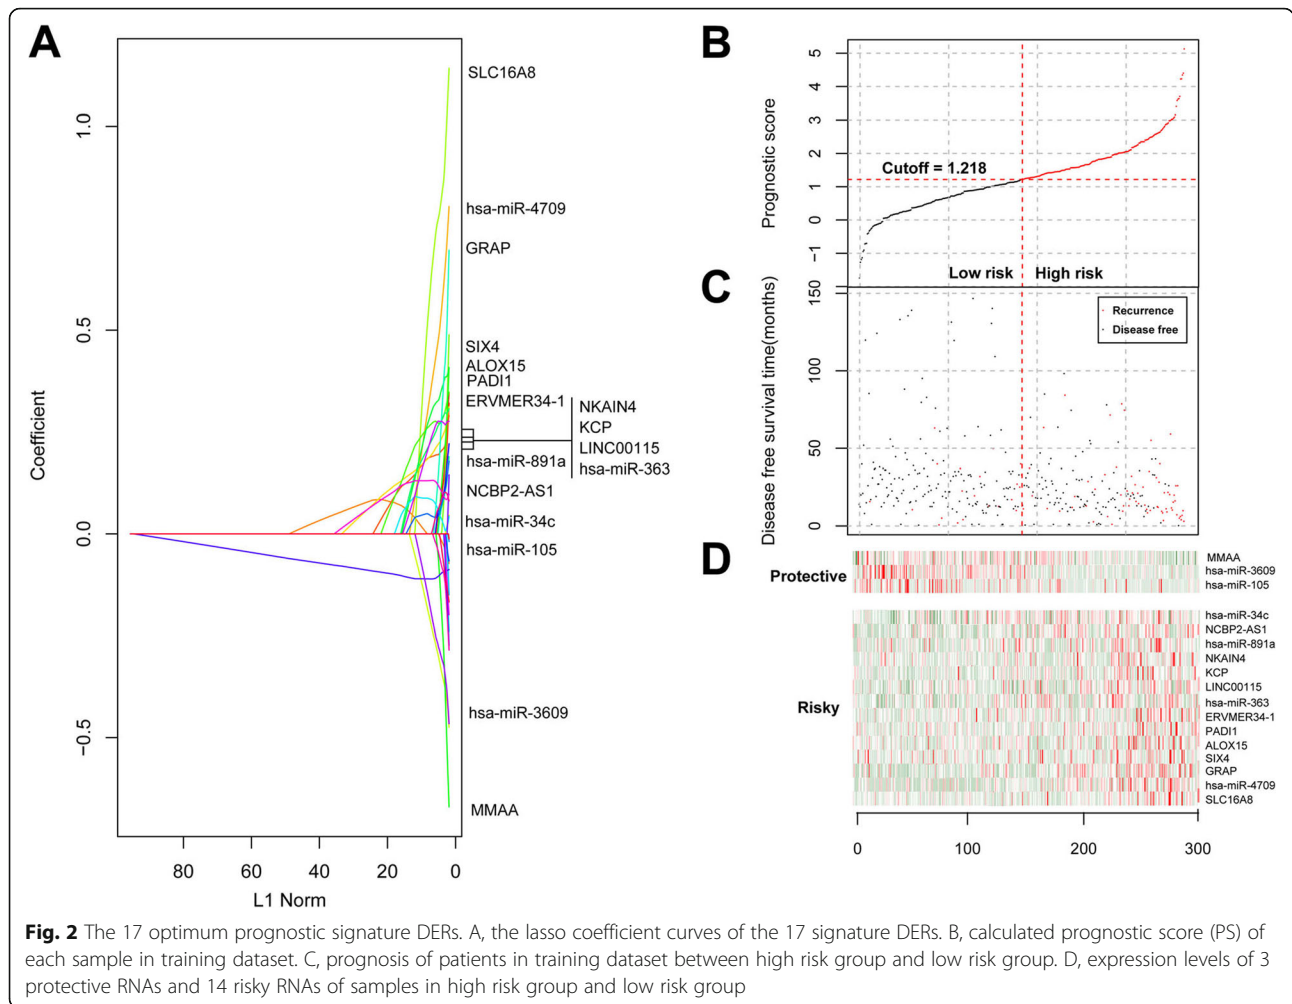 A
SLC16A8
hsa-miR-4709
GRAP
SIX4
ALOX15
PADI1
ERVMER34-1
NKAIN4
KCP
LINC00115
hsa-miR-363
hsa-miR-891a
NCBP2-AS1
hsa-miR-34c
hsa-miR-105
hsa-miR-3609
MMAA
1.0
0.5
0.0
−0.5
Coefficient
80 60 40 20 0
L1 Norm
B
5
4
3
2
1
0
−1
Prognostic score
Cutoff = 1.218
Low risk High risk
C
150
100
50
0
Disease free survival time(months)
Recurrence
Disease free
D
Protective
MMAA
hsa-miR-3609
hsa-miR-105
Risky
hsa-miR-34c
NCBP2-AS1
hsa-miR-891a
NKAIN4
KCP
LINC00115
hsa-miR-363
ERVMER34-1
PADI1
ALOX15
SIX4
GRAP
hsa-miR-4709
SLC16A8
0 100 200 300
Fig. 2 The 17 optimum prognostic signature DERs. A, the lasso coefficient curves of the 17 signature DERs. B, calculated prognostic score (PS) of
each sample in training dataset. C, prognosis of patients in training dataset between high risk group and low risk group. D, expression levels of 3
protective RNAs and 14 risky RNAs of samples in high risk group and low risk group